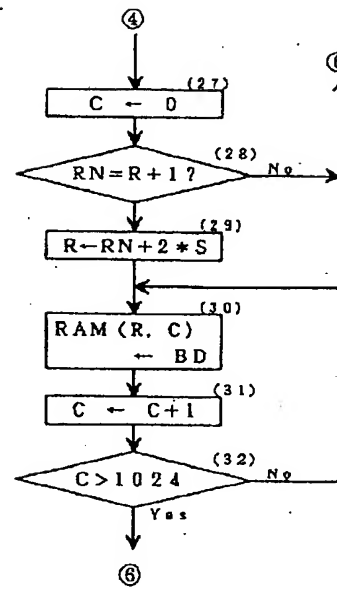 ④
(27)
C ← 0
(28)
RN=R+1?
No
(29)
R←RN+2*S
(30)
RAM (R, C)
← BD
(31)
C ← C+1
(32)
C>1024
No
Yes
⑥